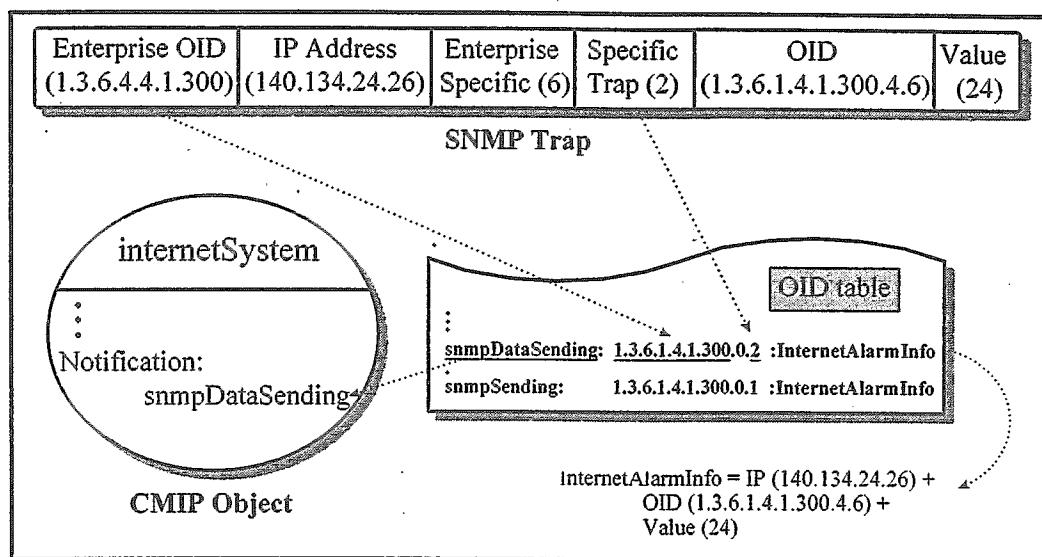 Enterprise OID
(1.3.6.4.4.1.300)
IP Address
(140.134.24.26)
Enterprise
Specific (6)
Specific
Trap (2)
OID
(1.3.6.1.4.1.300.4.6)
Value
(24)
SNMP Trap
internetSystem
Notification:
snmpDataSending
CMIP Object
OID table
snmpDataSending: 1.3.6.1.4.1.300.0.2 :InternetAlarmInfo
snmpSending: 1.3.6.1.4.1.300.0.1 :InternetAlarmInfo
InternetAlarmInfo = IP (140.134.24.26) +
OID (1.3.6.1.4.1.300.4.6) +
Value (24)